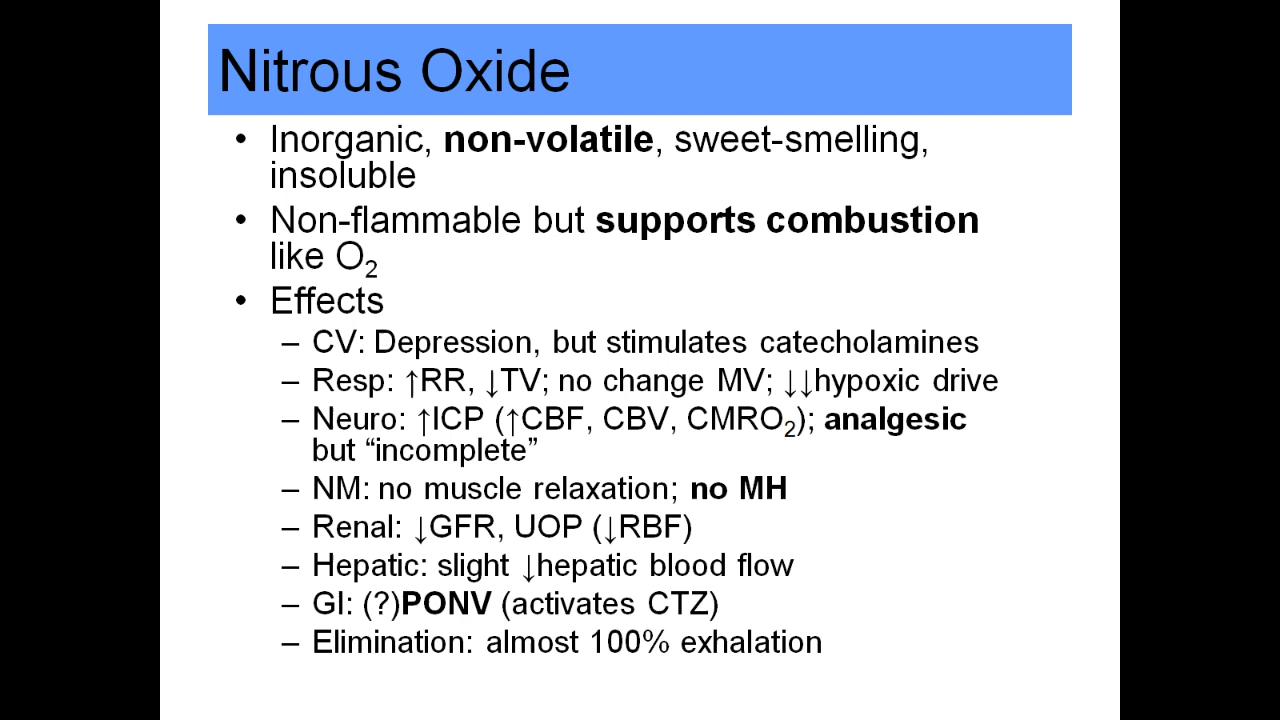 Nitrous Oxide
• Inorganic, non-volatile, sweet-smelling,
insoluble
• Non-flammable but supports combustion
like O₂
• Effects
– CV: Depression, but stimulates catecholamines
– Resp: ↑RR, ↓TV; no change MV; ↓↓hypoxic drive
– Neuro: ↑ICP (↑CBF, CBV, CMRO₂); analgesic
but “incomplete”
– NM: no muscle relaxation; no MH
– Renal: ↓GFR, UOP (↓RBF)
– Hepatic: slight ↓hepatic blood flow
– GI: (?)PONV (activates CTZ)
– Elimination: almost 100% exhalation